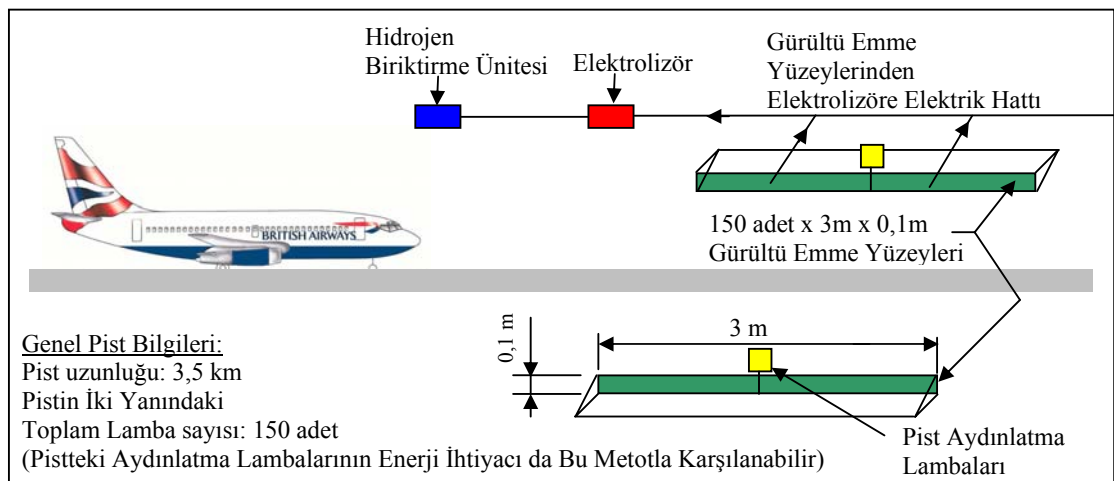 Hidrojen
Biriktirme Ünitesi
Elektrolizör
Gürültü Emme
Yüzeylerinden
Elektrolizöre Elektrik Hattı
BRITISH AIRWAYS
150 adet x 3m x 0,1m
Gürültü Emme Yüzeyleri
Genel Pist Bilgileri:
Pist uzunluğu: 3,5 km
Pistin İki Yanındaki
Toplam Lamba sayısı: 150 adet
(Pistteki Aydınlatma Lambalarının Enerji İhtiyacı da Bu Metotla Karşılanabilir)
0,1 m
3 m
Pist Aydınlatma
Lambaları